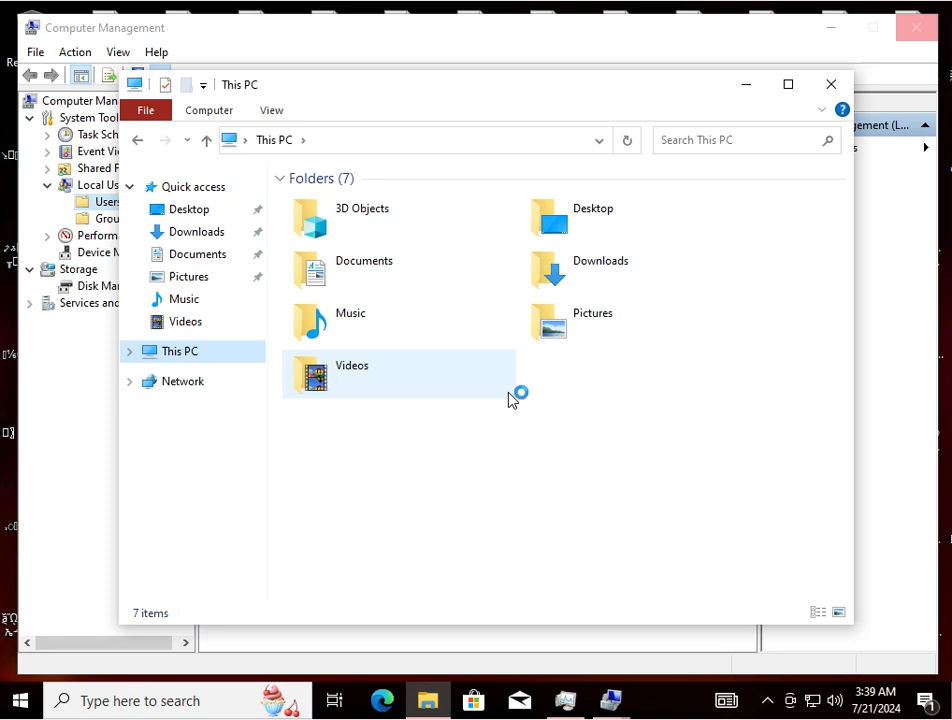 Computer Management
File Action View Help
This PC
File Computer View
This PC
Search This PC
Computer Man
System Tool
Task Sch
Event Vi
Shared F
Local Us
Users
Grou
Perform
Device M
Storage
Disk Mar
Services and
Quick access
Desktop
Downloads
Documents
Pictures
Music
Videos
This PC
Network
Folders (7)
3D Objects
Desktop
Documents
Downloads
Music
Pictures
Videos
7 items
gement (L...
s
Type here to search
3:39 AM
7/21/2024
1